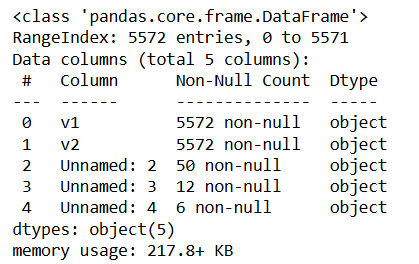 <class 'pandas.core.frame.DataFrame'>
RangeIndex: 5572 entries, 0 to 5571
Data columns (total 5 columns):
 #   Column      Non-Null Count  Dtype
---  ------      --------------  -----
 0   v1          5572 non-null   object
 1   v2          5572 non-null   object
 2   Unnamed: 2  50 non-null     object
 3   Unnamed: 3  12 non-null     object
 4   Unnamed: 4  6 non-null      object
dtypes: object(5)
memory usage: 217.8+ KB